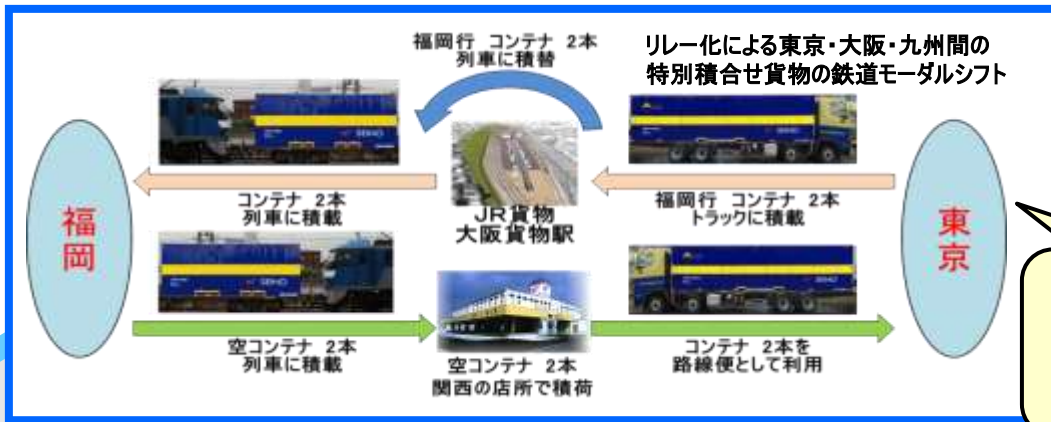 福岡行 コンテナ 2本
列車に積替
リレー化による東京・大阪・九州間の
特別積合せ貨物の鉄道モーダルシフト
福岡
コンテナ 2本
列車に積載
JR貨物
大阪貨物駅
福岡行 コンテナ 2本
トラックに積載
東京
空コンテナ 2本
列車に積載
空コンテナ 2本
関西の店所で積荷
コンテナ 2本を
路線便として利用